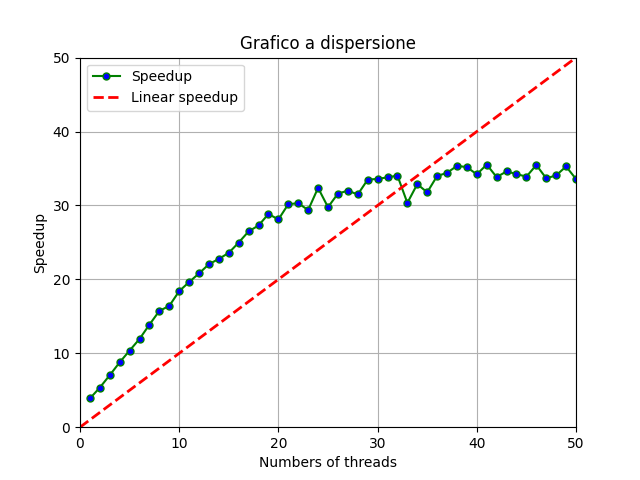 Grafico a dispersione
Speedup
Linear speedup
50
40
30
20
10
0
Speedup
0 10 20 30 40 50
Numbers of threads